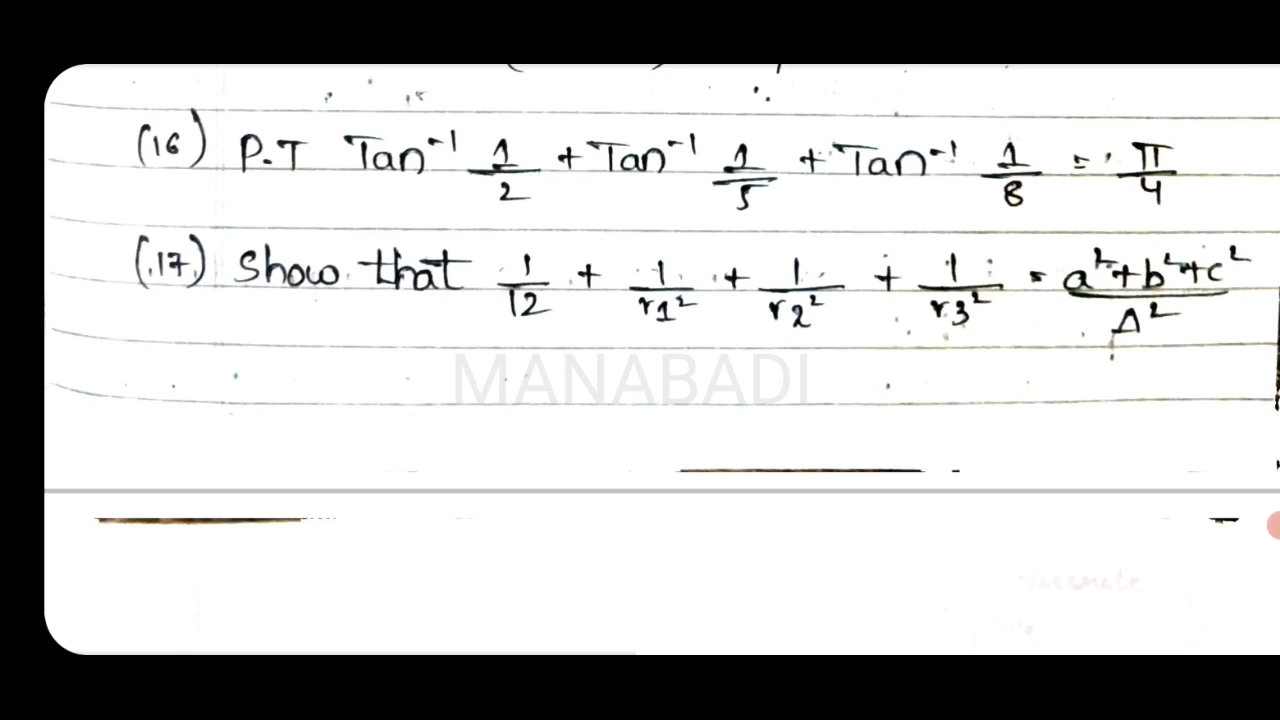 (16) P.T Tan⁻¹ 1/2 + Tan⁻¹ 1/5 + Tan⁻¹ 1/8 = π/4
(17) Show that 1/12 + 1/r1² + 1/r2² + 1/r3² = a²+b²+c²/Δ²
MANABADI